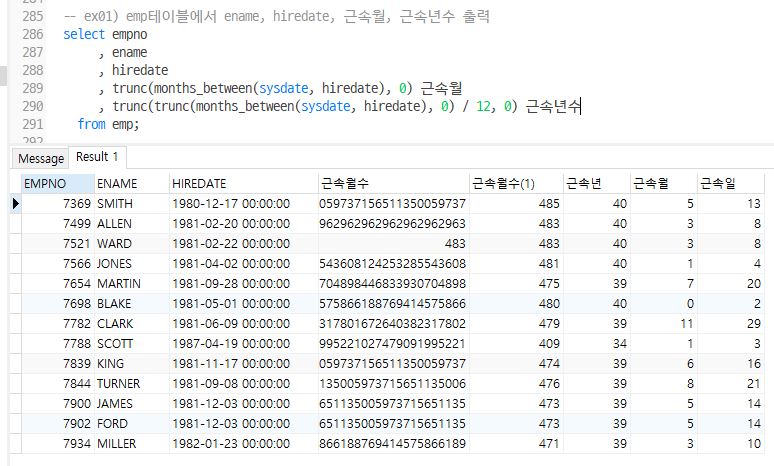 285 -- ex01) emp테이블에서 ename, hiredate, 근속월, 근속년수 출력
286 select empno
287 , ename
288 , hiredate
289 , trunc(months_between(sysdate, hiredate), 0) 근속월
290 , trunc(trunc(months_between(sysdate, hiredate), 0) / 12, 0) 근속년수
291 from emp;
Message Result 1
EMPNO ENAME HIREDATE 근속월수 근속월수(1) 근속년 근속월 근속일
7369 SMITH 1980-12-17 00:00:00 059737156511350059737 485 40 5 13
7499 ALLEN 1981-02-20 00:00:00 962962962962962962963 483 40 3 8
7521 WARD 1981-02-22 00:00:00 483 483 40 3 8
7566 JONES 1981-04-02 00:00:00 543608124253285543608 481 40 1 4
7654 MARTIN 1981-09-28 00:00:00 704898446833930704898 475 39 7 20
7698 BLAKE 1981-05-01 00:00:00 575866188769414575866 480 40 0 2
7782 CLARK 1981-06-09 00:00:00 317801672640382317802 479 39 11 29
7788 SCOTT 1987-04-19 00:00:00 995221027479091995221 409 34 1 3
7839 KING 1981-11-17 00:00:00 059737156511350059737 474 39 6 16
7844 TURNER 1981-09-08 00:00:00 135005973715651135006 476 39 8 21
7900 JAMES 1981-12-03 00:00:00 651135005973715651135 473 39 5 14
7902 FORD 1981-12-03 00:00:00 651135005973715651135 473 39 5 14
7934 MILLER 1982-01-23 00:00:00 866188769414575866189 471 39 3 10